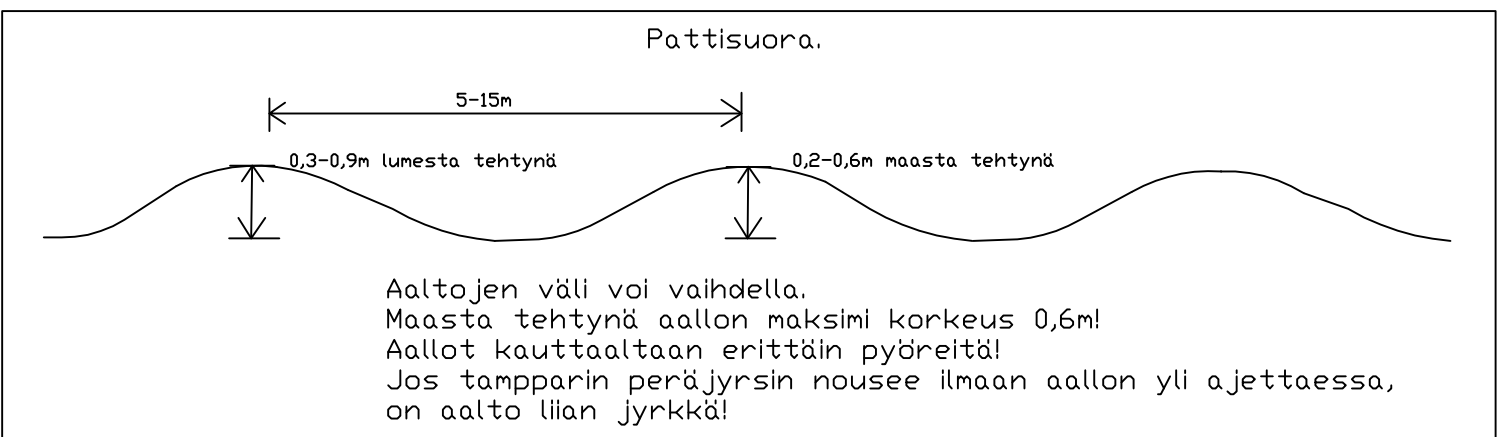 Pattisuora.
5-15m
0,3-0,9m lumesta tehtynä
0,2-0,6m maasta tehtynä
Aaltojen väli voi vaihdella.
Maasta tehtynä aallon maksimi korkeus 0,6m!
Aallot kauttaaltaan erittäin pyöreitä!
Jos tampparin peräjyrsin nousee ilmaan aallon yli ajettaessa,
on aalto liian jyrkkä!